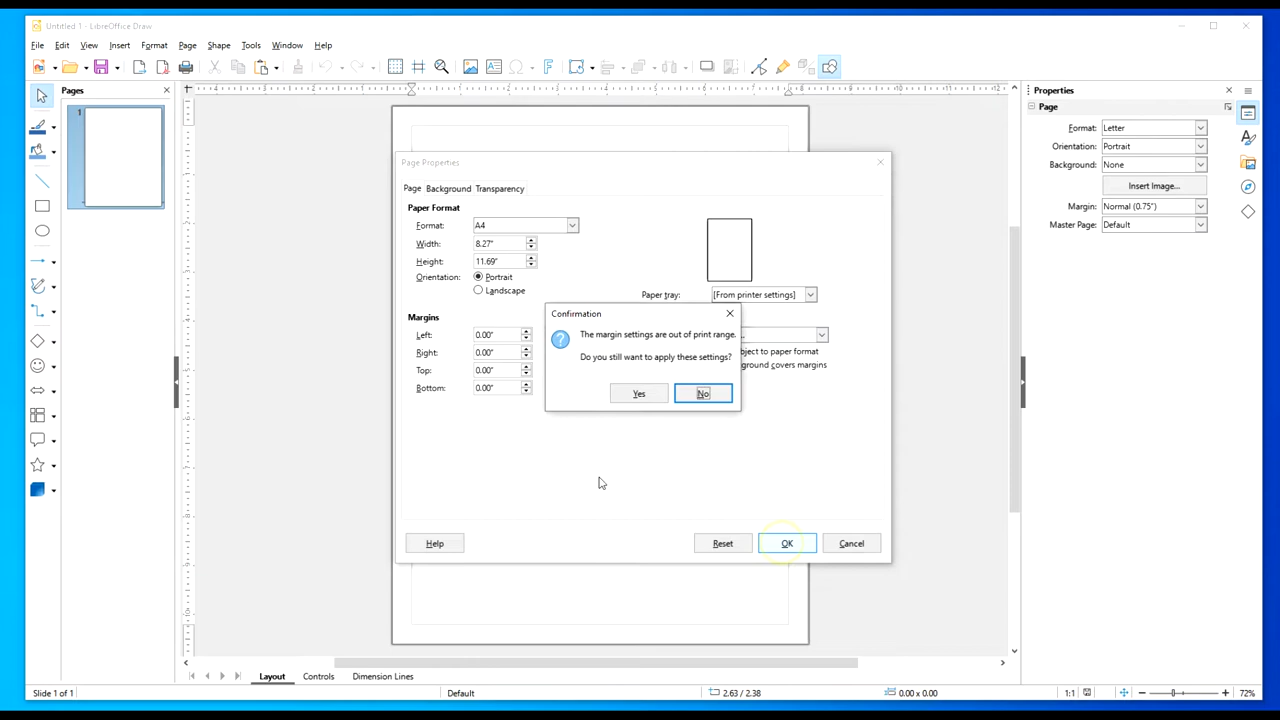 Untitled 1 - LibreOffice Draw
File Edit View Insert Format Page Shape Tools Window Help
Pages
1
Properties
Page
Format: Letter
Orientation: Portrait
Background: None
Insert Image...
Margin: Normal (0.75")
Master Page: Default
Page Properties
Page Background Transparency
Paper Format
Format: A4
Width: 8.27"
Height: 11.69"
Orientation: Portrait
Landscape
Paper tray: [From printer settings]
Margins
Left: 0.00"
Right: 0.00"
Top: 0.00"
Bottom: 0.00"
bject to paper format
ground covers margins
Confirmation
The margin settings are out of print range.
Do you still want to apply these settings?
Yes No
Help Reset OK Cancel
Layout Controls Dimension Lines
Slide 1 of 1 Default 2.63 / 2.38 0.00 x 0.00 1:1 72%